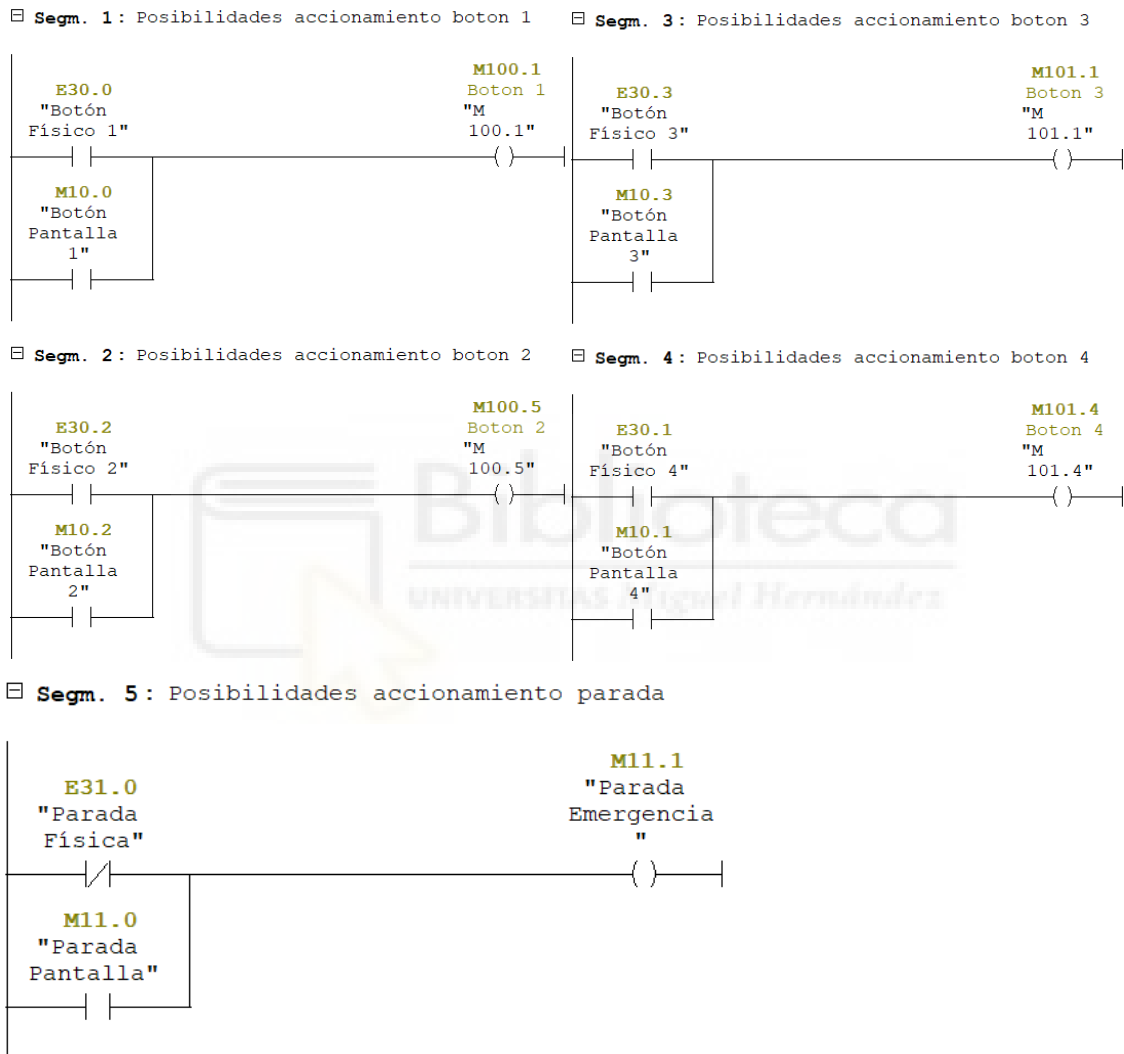 Segm. 1: Posibilidades accionamiento boton 1
E30.0
"Botón
Físico 1"
M100.1
Boton 1
"M
100.1"
M10.0
"Botón
Pantalla
1"
Segm. 3: Posibilidades accionamiento boton 3
E30.3
"Botón
Físico 3"
M101.1
Boton 3
"M
101.1"
M10.3
"Botón
Pantalla
3"
Segm. 2: Posibilidades accionamiento boton 2
E30.2
"Botón
Físico 2"
M100.5
Boton 2
"M
100.5"
M10.2
"Botón
Pantalla
2"
Segm. 4: Posibilidades accionamiento boton 4
E30.1
"Botón
Físico 4"
M101.4
Boton 4
"M
101.4"
M10.1
"Botón
Pantalla
4"
Biblioteca
UNIVERSITAS Miguel Hernández
Segm. 5: Posibilidades accionamiento parada
E31.0
"Parada
Física"
M11.1
"Parada
Emergencia
"
M11.0
"Parada
Pantalla"